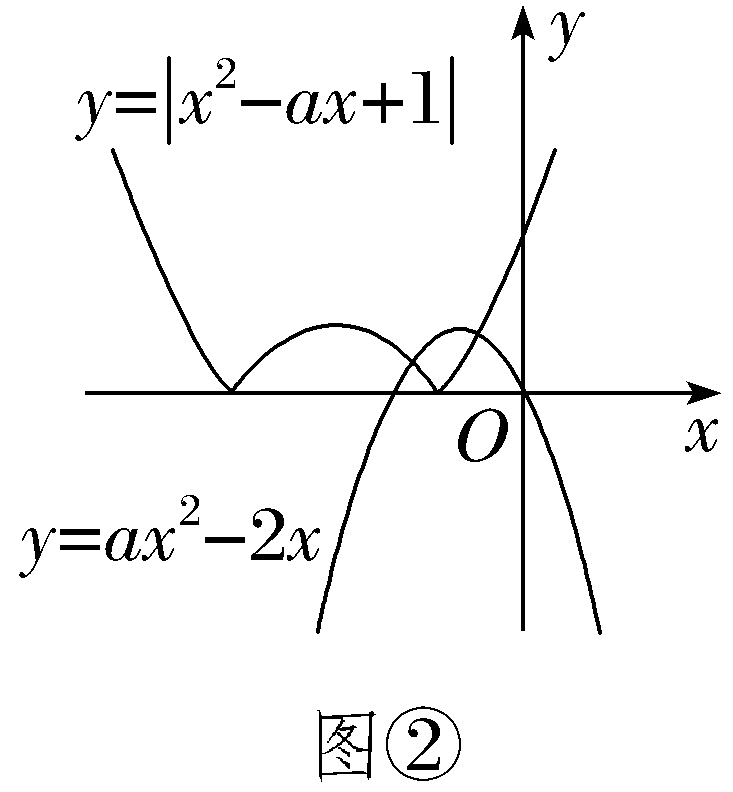 y
y=|x²−ax+1|
O
x
y=ax²−2x
图②